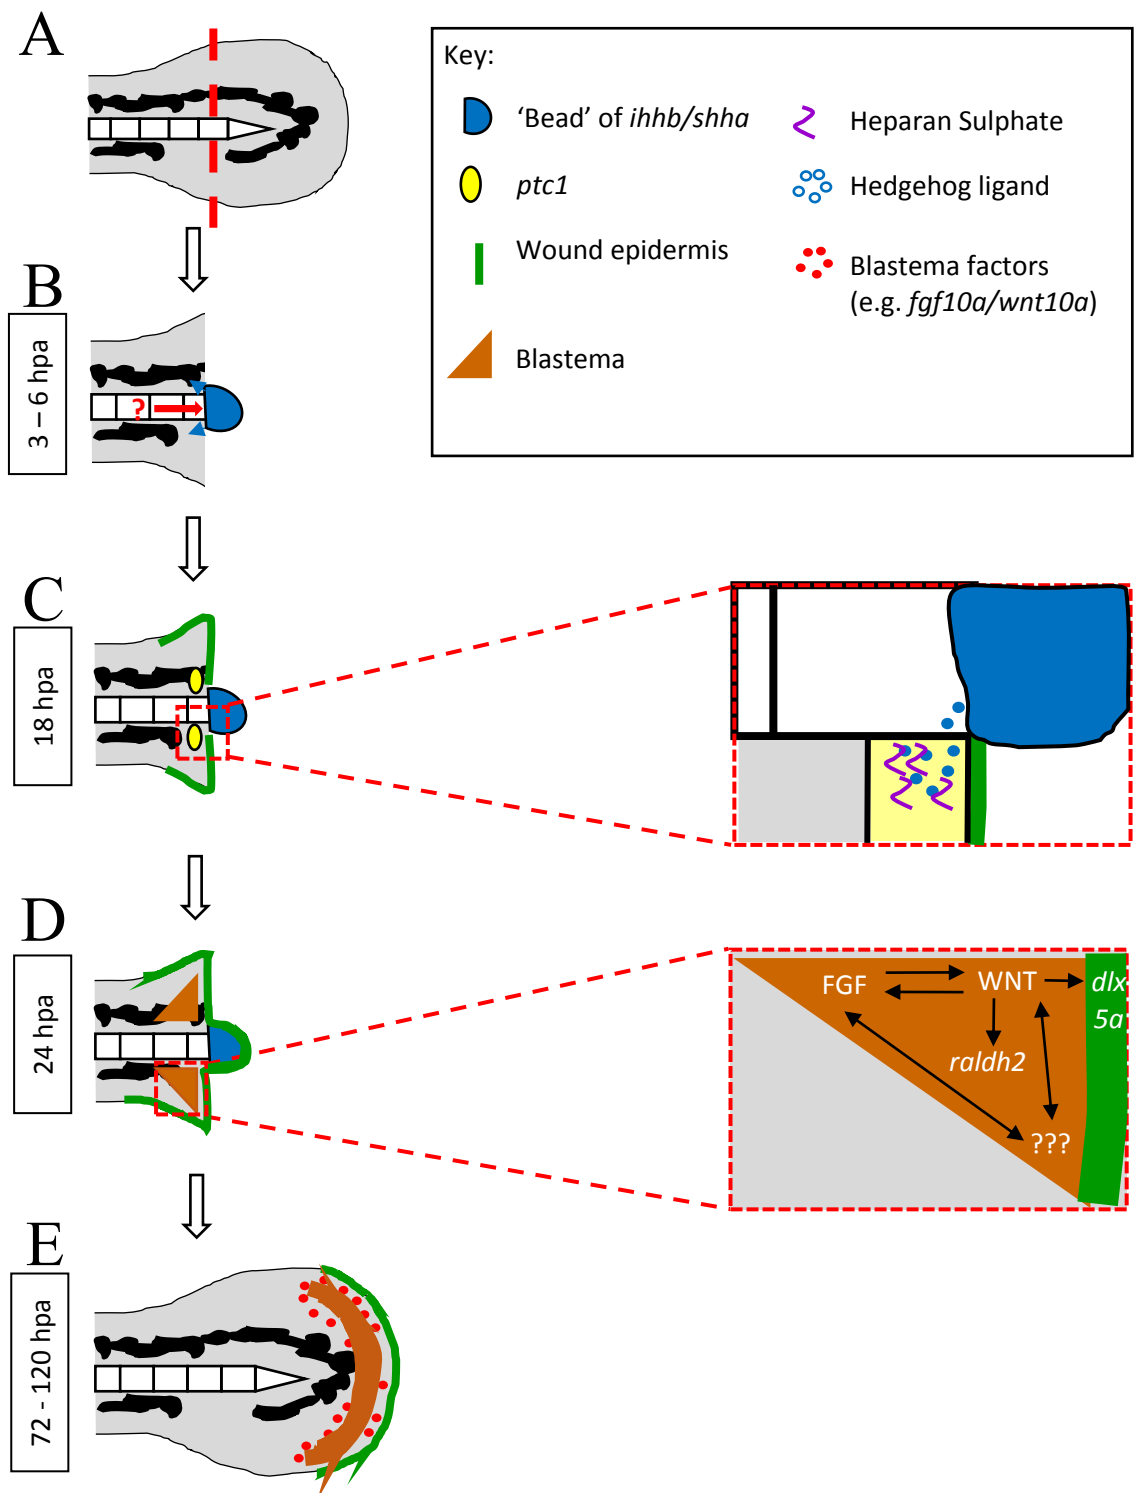 A
Key:
'Bead' of ihhb/shha
ptc1
Wound epidermis
Blastema
Heparan Sulphate
Hedgehog ligand
Blastema factors
(e.g. fgf10a/wnt10a)
B
3 – 6 hpa
?
C
18 hpa
D
24 hpa
FGF
WNT
dlx
5a
raldh2
???
E
72 - 120 hpa